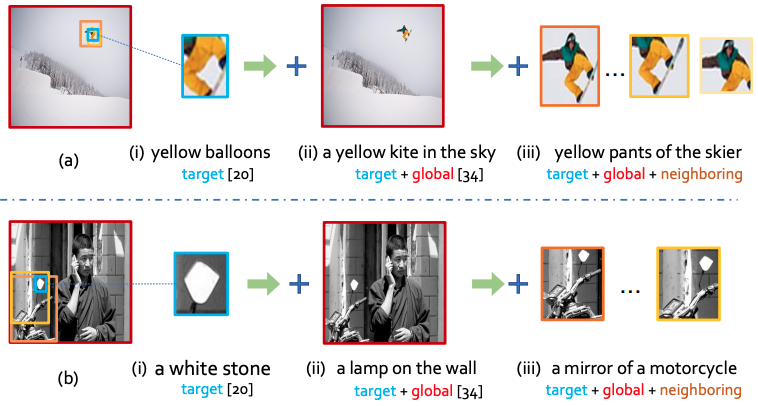 (a)
(i) yellow balloons
target [20]
(ii) a yellow kite in the sky
target + global [34]
(iii) yellow pants of the skier
target + global + neighboring
(b)
(i) a white stone
target [20]
(ii) a lamp on the wall
target + global [34]
(iii) a mirror of a motorcycle
target + global + neighboring